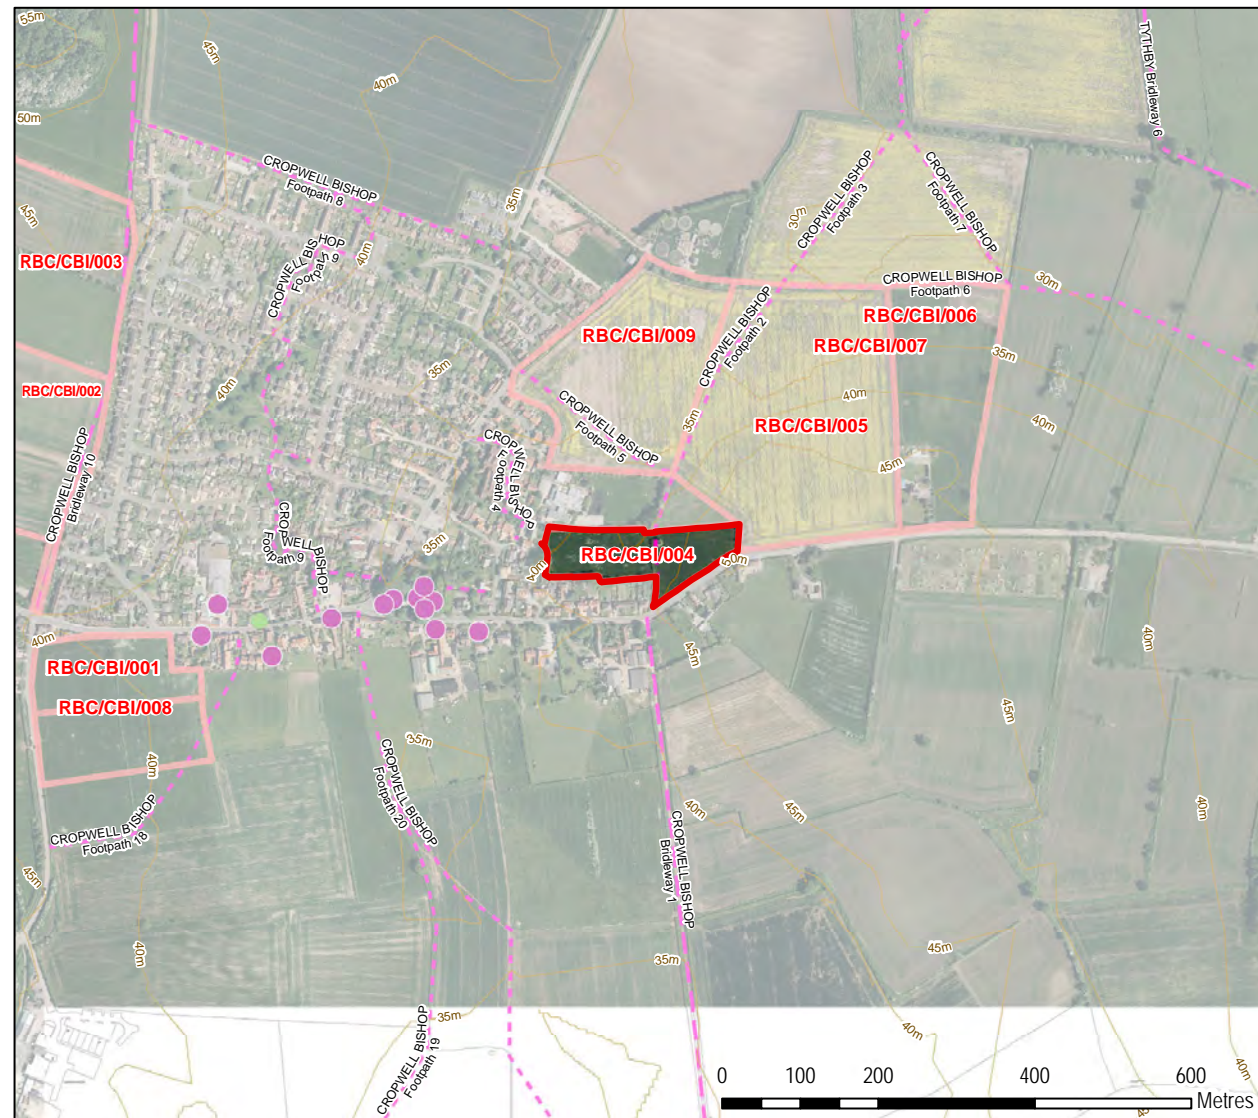 55m
45m
40m
50m
TYTHBY Bridleway 6
CROPWELL BISHOP
Footpath 8
35m
CROPWELL BISHOP
Footpath 3
CROPWELL BISHOP
Footpath 7
30m
45m
RBC/CBI/003
CROPWELL BISHOP
Footpath 9
40m
CROPWELL BISHOP
Footpath 6
30m
RBC/CBI/006
RBC/CBI/009
CROPWELL BISHOP
Footpath 2
RBC/CBI/007
35m
35m
RBC/CBI/002
40m
40m
CROPWELL BISHOP
Footpath 5
35m
RBC/CBI/005
40m
45m
CROPWELL BISHOP
Footpath 4
CROPWELL BISHOP
Bridleway 10
CROPWELL BISHOP
Footpath 9
35m
RBC/CBI/004
40m
50m
40m
RBC/CBI/001
45m
40m
RBC/CBI/008
45m
40m
35m
CROPWELL BISHOP
Footpath 20
CROPWELL BISHOP
Footpath 18
40m
45m
40m
CROPWELL BISHOP
Bridleway 1
45m
40m
45m
35m
35m
CROPWELL BISHOP
Footpath 19
40m
40m
0 100 200 400 600
Metres